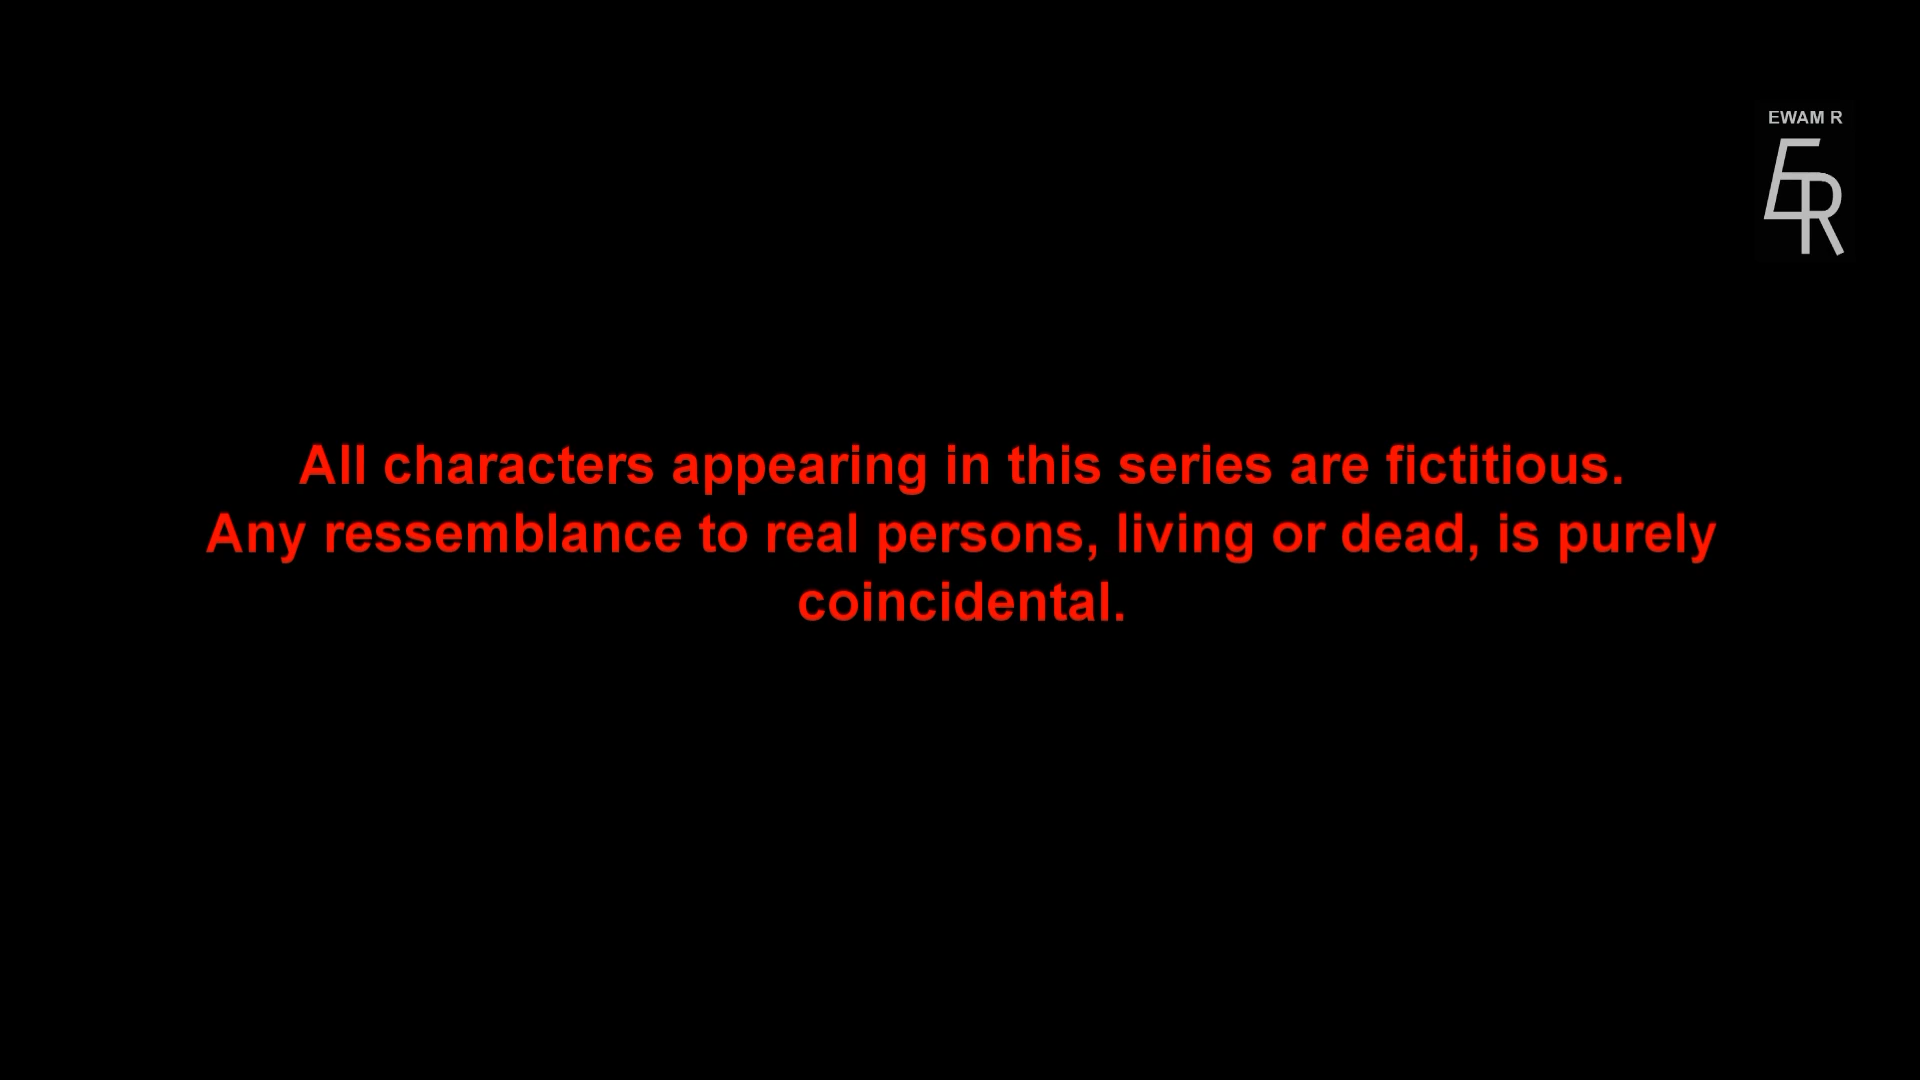 EWAM R
ER
All characters appearing in this series are fictitious.
Any ressemblance to real persons, living or dead, is purely
coincidental.